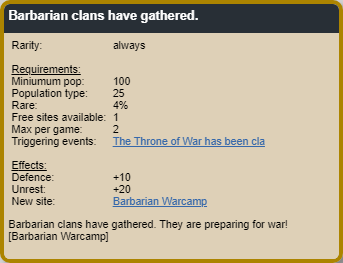 Barbarian clans have gathered.
Rarity: always
Requirements:
Miniumum pop: 100
Population type: 25
Rare: 4%
Free sites available: 1
Max per game: 2
Triggering events: The Throne of War has been cla
Effects:
Defence: +10
Unrest: +20
New site: Barbarian Warcamp
Barbarian clans have gathered. They are preparing for war!
[Barbarian Warcamp]